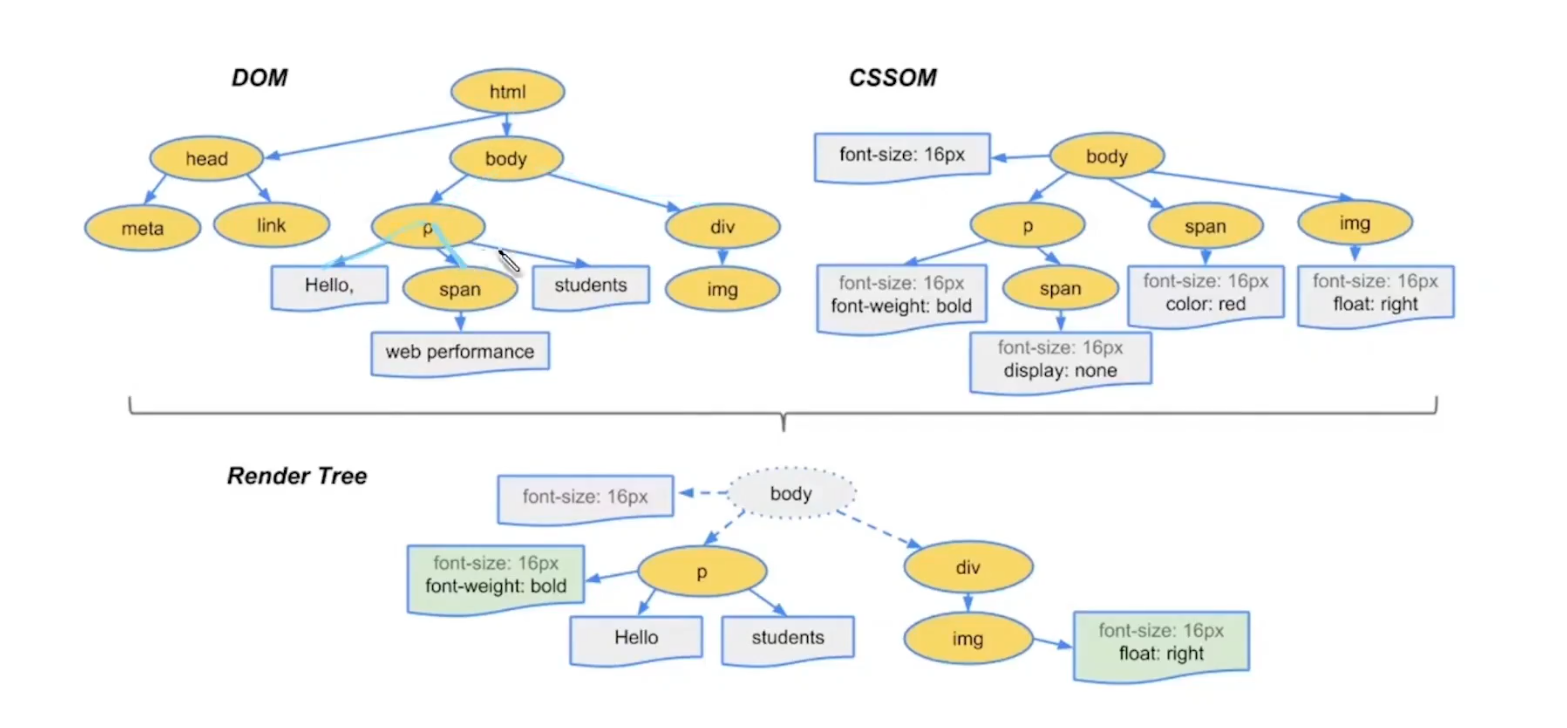 DOM
CSSOM
html
head
body
meta
link
p
div
Hello,
span
students
img
web performance
font-size: 16px
body
p
span
img
font-size: 16px
font-weight: bold
span
font-size: 16px
color: red
font-size: 16px
float: right
font-size: 16px
display: none
Render Tree
font-size: 16px
body
font-size: 16px
font-weight: bold
p
div
Hello
students
img
font-size: 16px
float: right